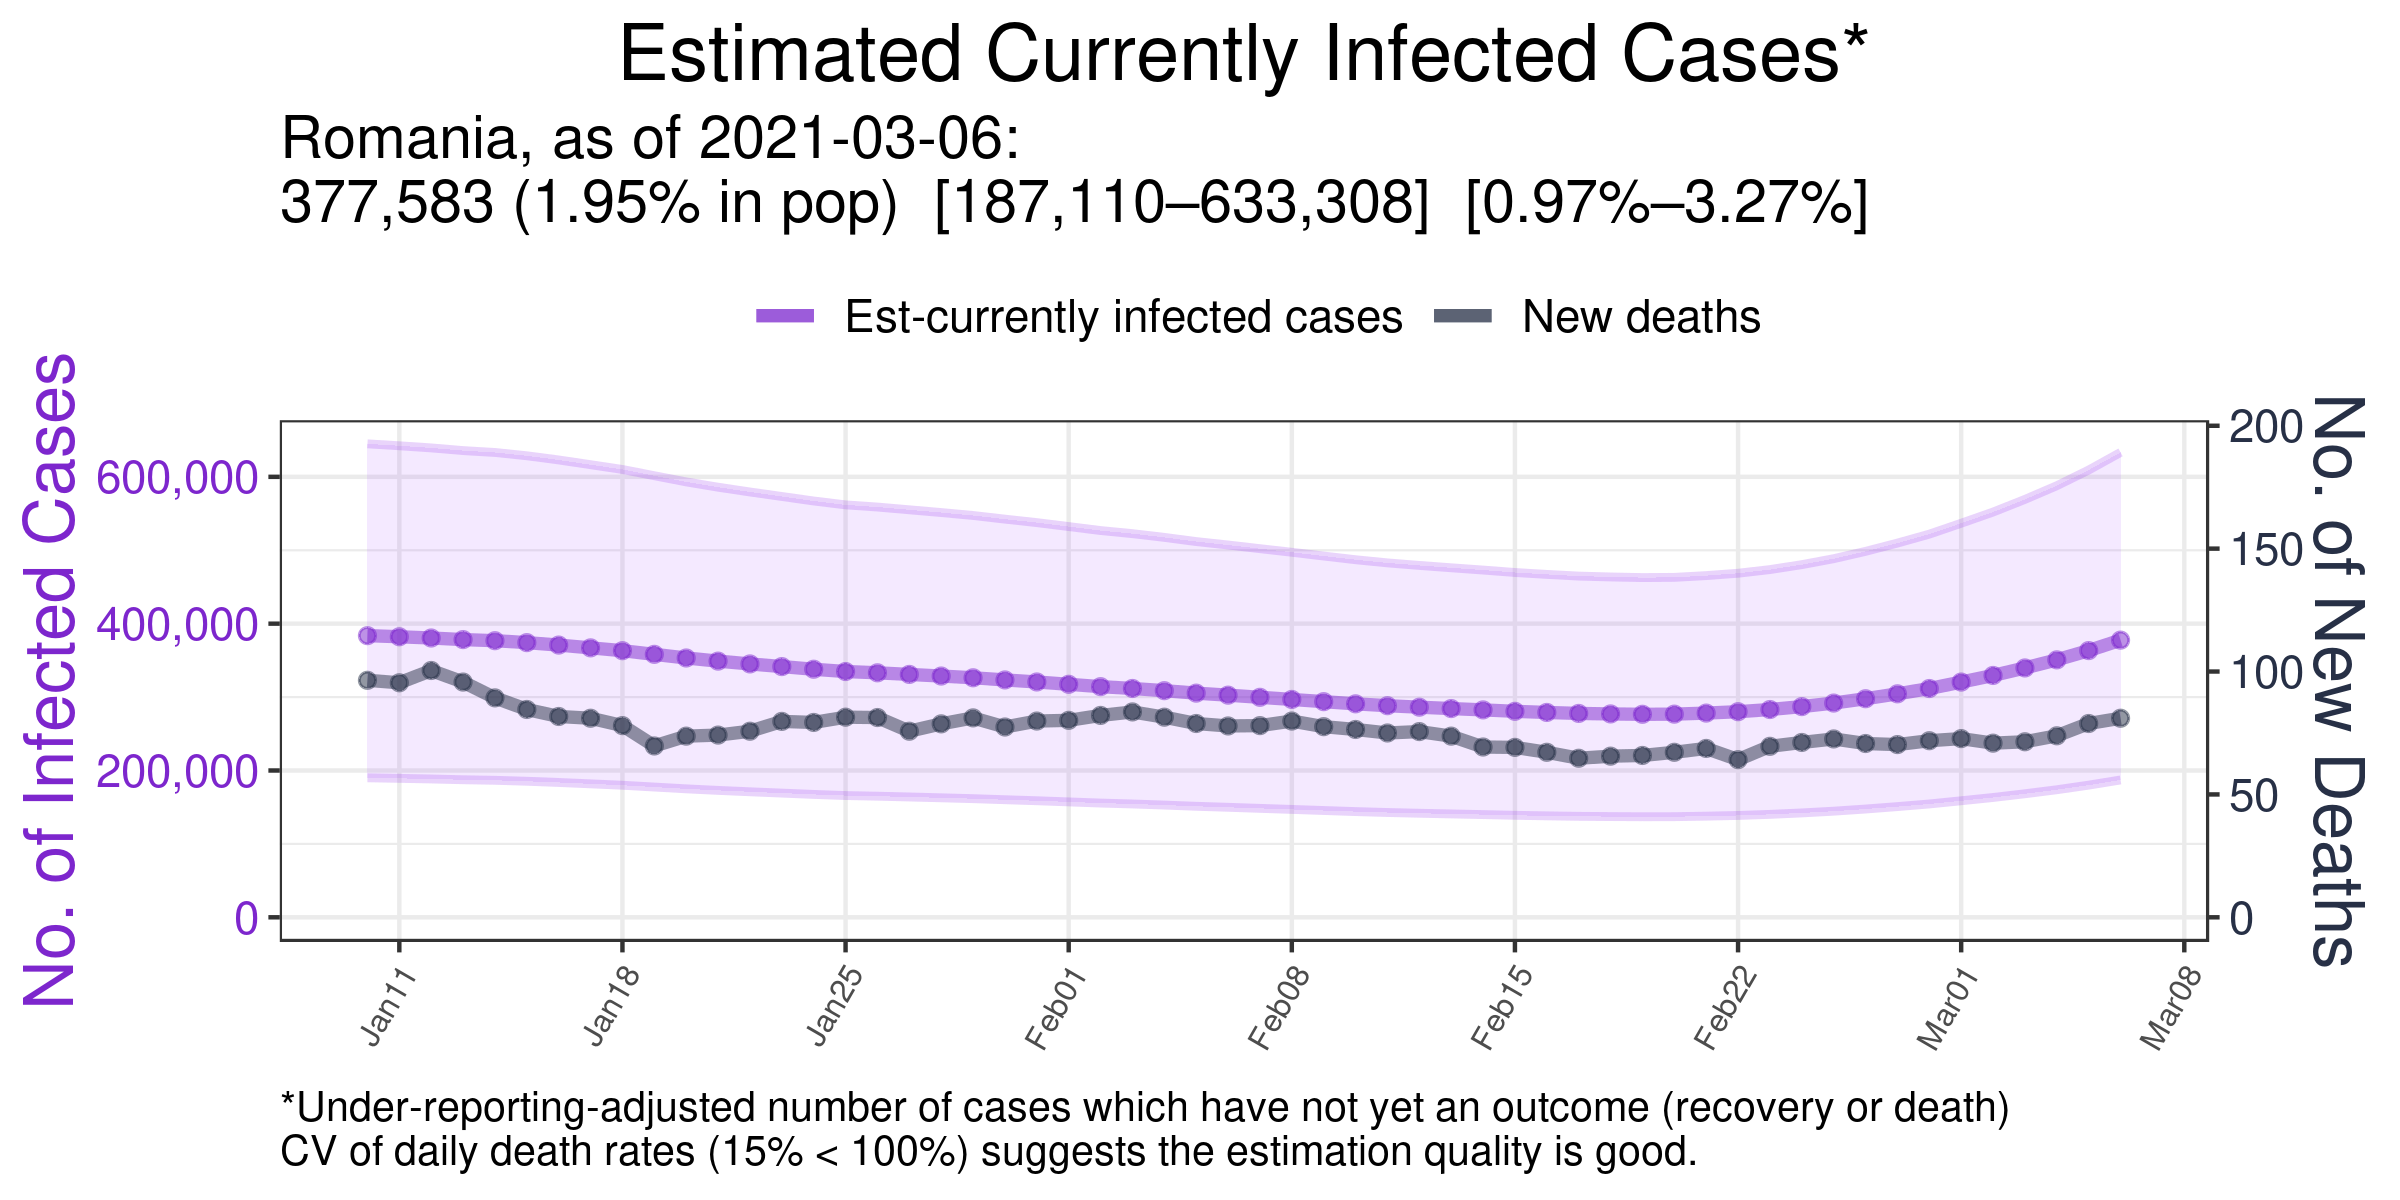 Estimated Currently Infected Cases*
Romania, as of 2021-03-06:
377,583 (1.95% in pop)  [187,110–633,308]  [0.97%–3.27%]
Est-currently infected cases
New deaths
No. of Infected Cases
600,000
400,000
200,000
0
200
150
100
50
0
No. of New Deaths
Jan11
Jan18
Jan25
Feb01
Feb08
Feb15
Feb22
Mar01
Mar08
*Under-reporting-adjusted number of cases which have not yet an outcome (recovery or death)
CV of daily death rates (15% < 100%) suggests the estimation quality is good.